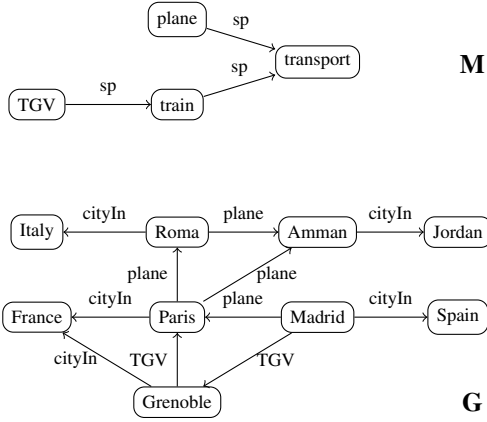 plane
sp
transport
M
sp
TGV
sp
train
Italy
cityIn
Roma
plane
Amman
cityIn
Jordan
plane
plane
France
cityIn
Paris
plane
Madrid
cityIn
Spain
cityIn
TGV
TGV
Grenoble
G